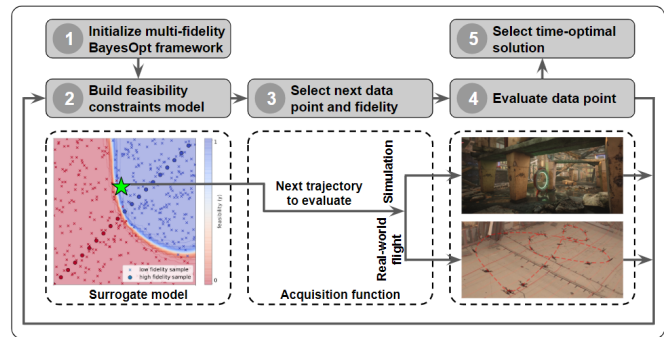 1
Initialize multi-fidelity
BayesOpt framework
5
Select time-optimal
solution
2
Build feasibility
constraints model
3
Select next data
point and fidelity
4
Evaluate data point
1
feasibility (y)
0
low fidelity sample
high fidelity sample
Surrogate model
Next trajectory
to evaluate
Simulation
Real-world
flight
Acquisition function